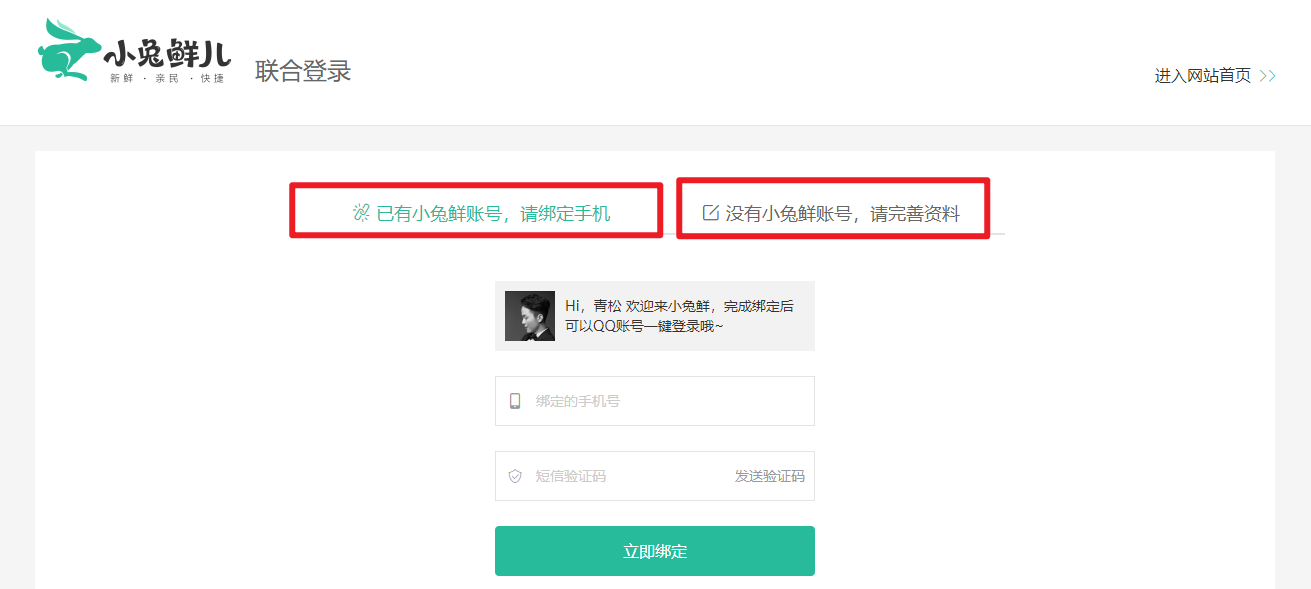 小兔鲜儿
新鲜 · 亲民 · 快捷
联合登录
进入网站首页 >>
已有小兔鲜账号，请绑定手机
没有小兔鲜账号，请完善资料
Hi，青松 欢迎来小兔鲜，完成绑定后
可以QQ账号一键登录哦~
绑定的手机号
短信验证码
发送验证码
立即绑定